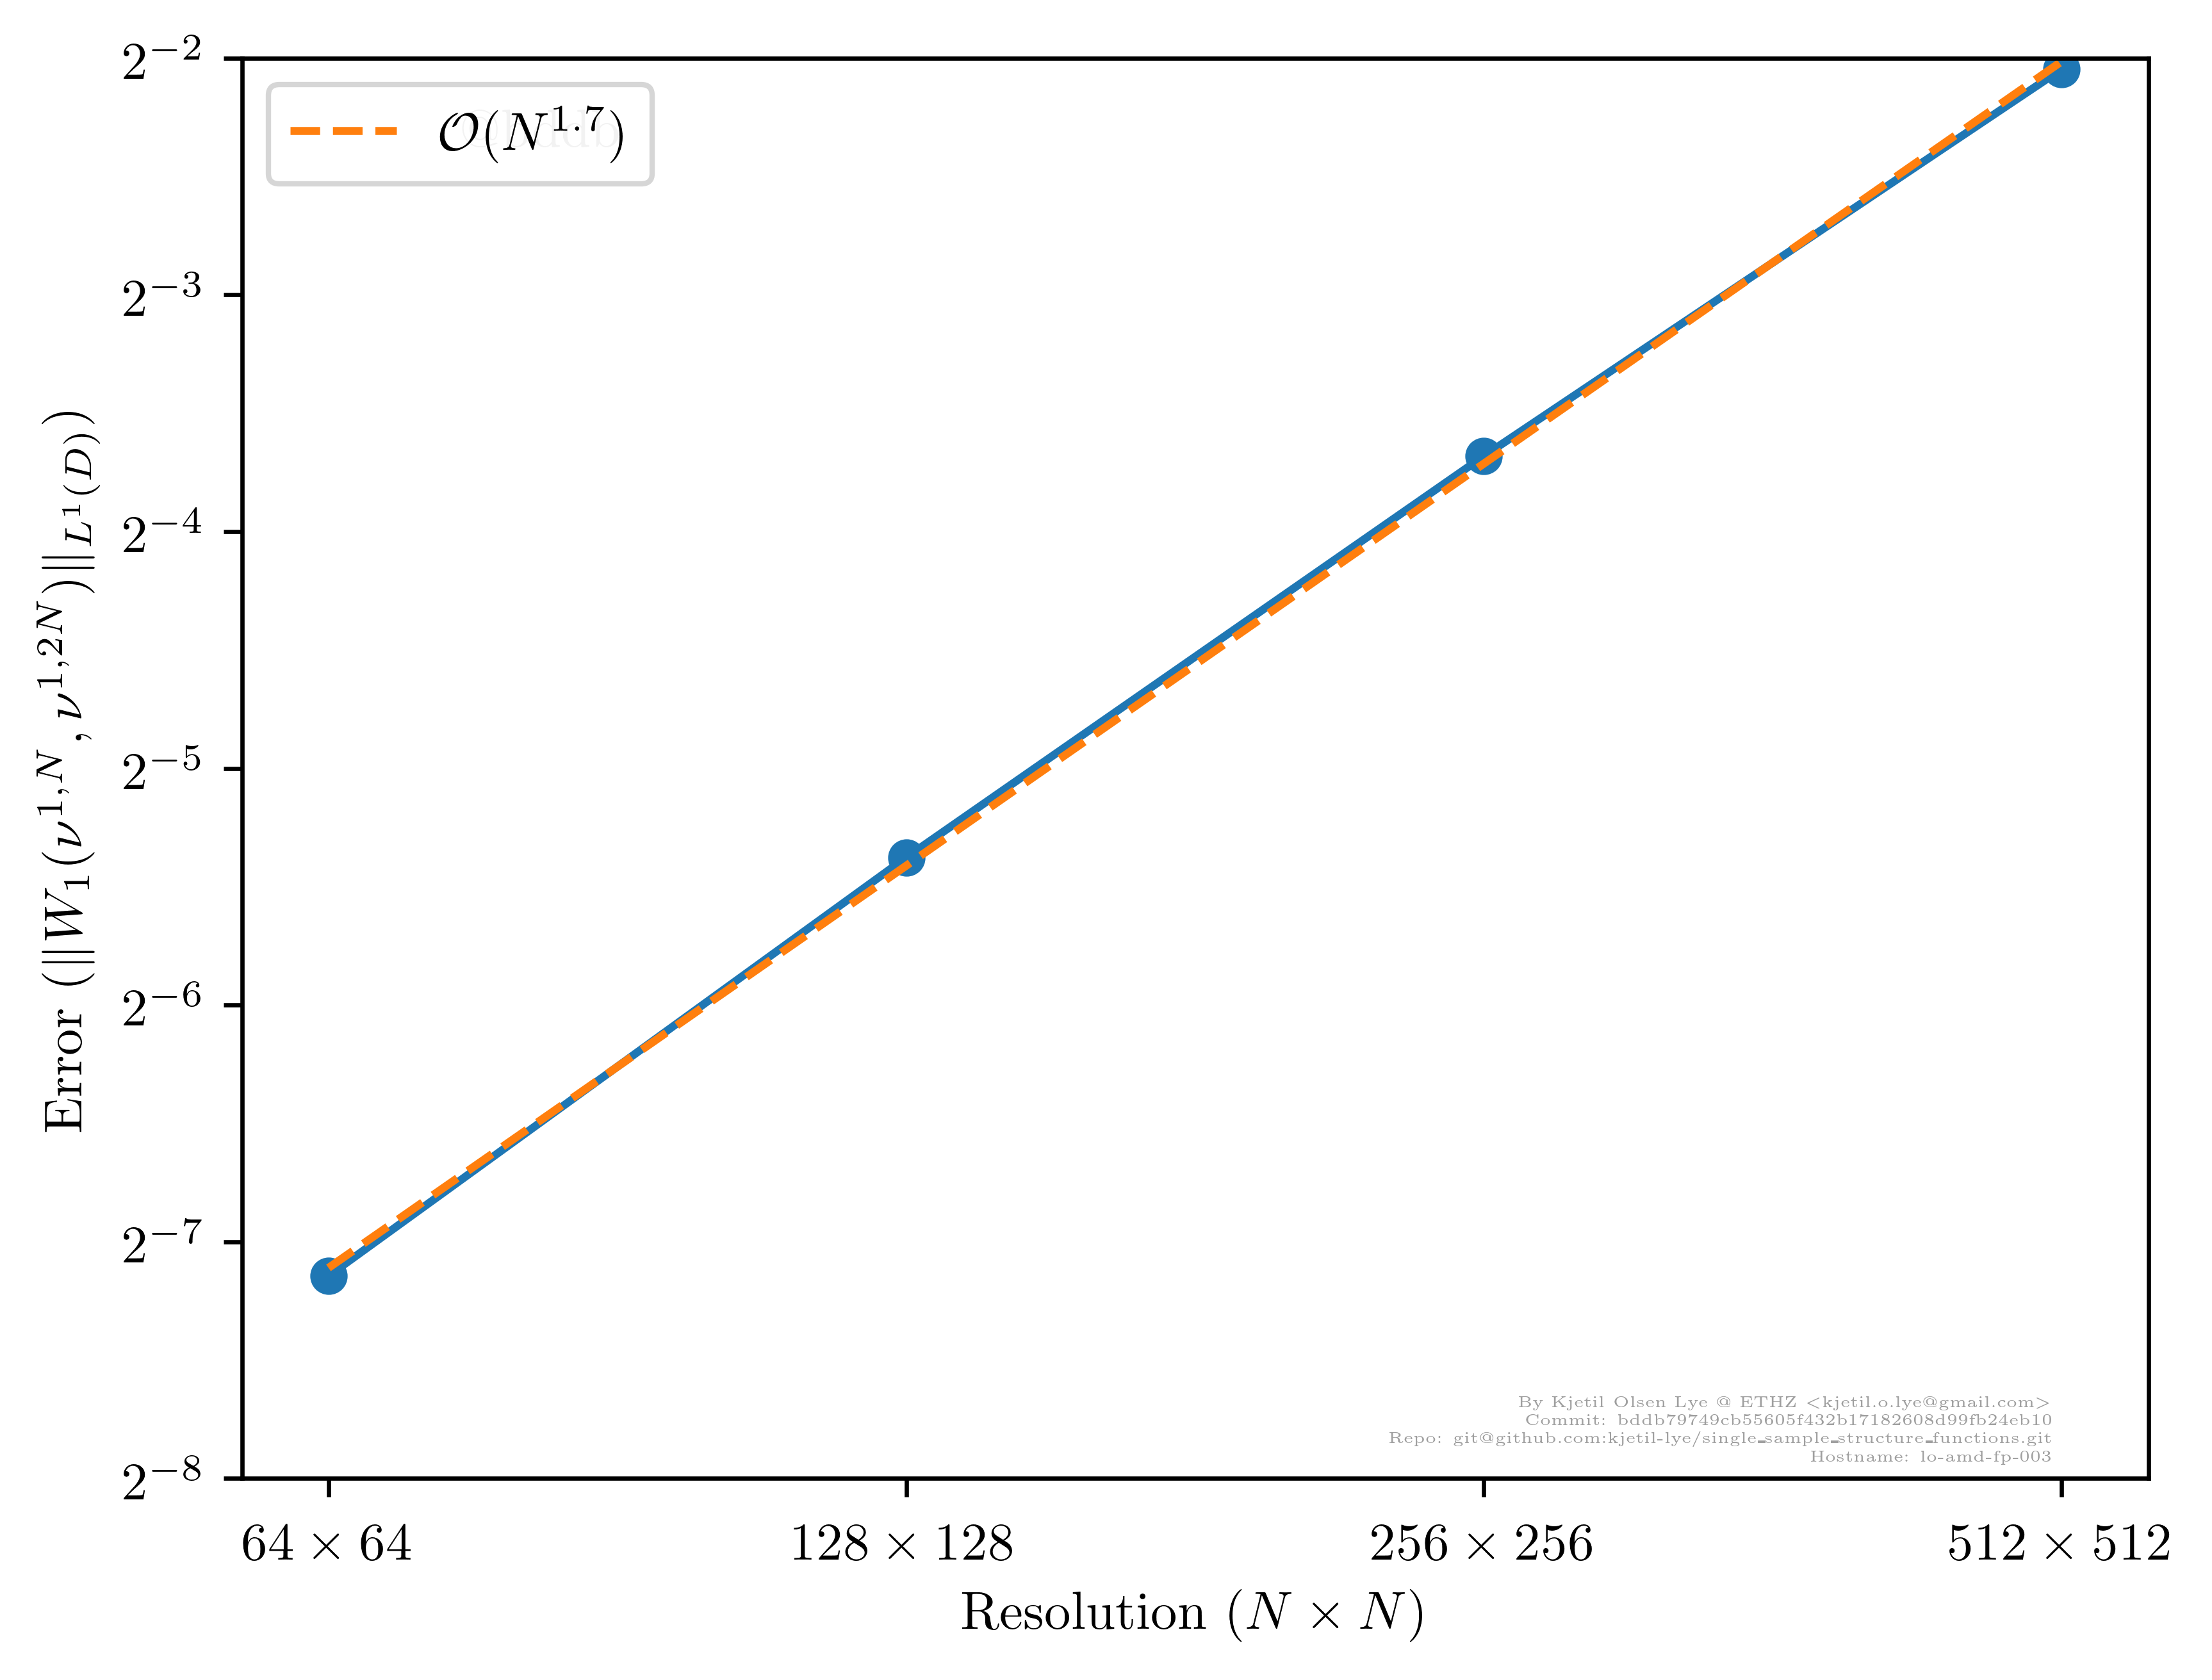 2^{-2}
2^{-3}
2^{-4}
2^{-5}
2^{-6}
2^{-7}
2^{-8}
Error (||W_1(ν^{1,N}, ν^{1,2N})||_{L^1(D)})
𝒪(N^{1.7})
By Kjetil Olsen Lye @ ETHZ <kjetil.o.lye@gmail.com>
Commit: bddb79749cb55605f432b17182608d99fb24eb10
Repo: git@github.com:kjetil-lye/single_sample_structure_functions.git
Hostname: lo-amd-fp-003
64 × 64
128 × 128
256 × 256
512 × 512
Resolution (N × N)